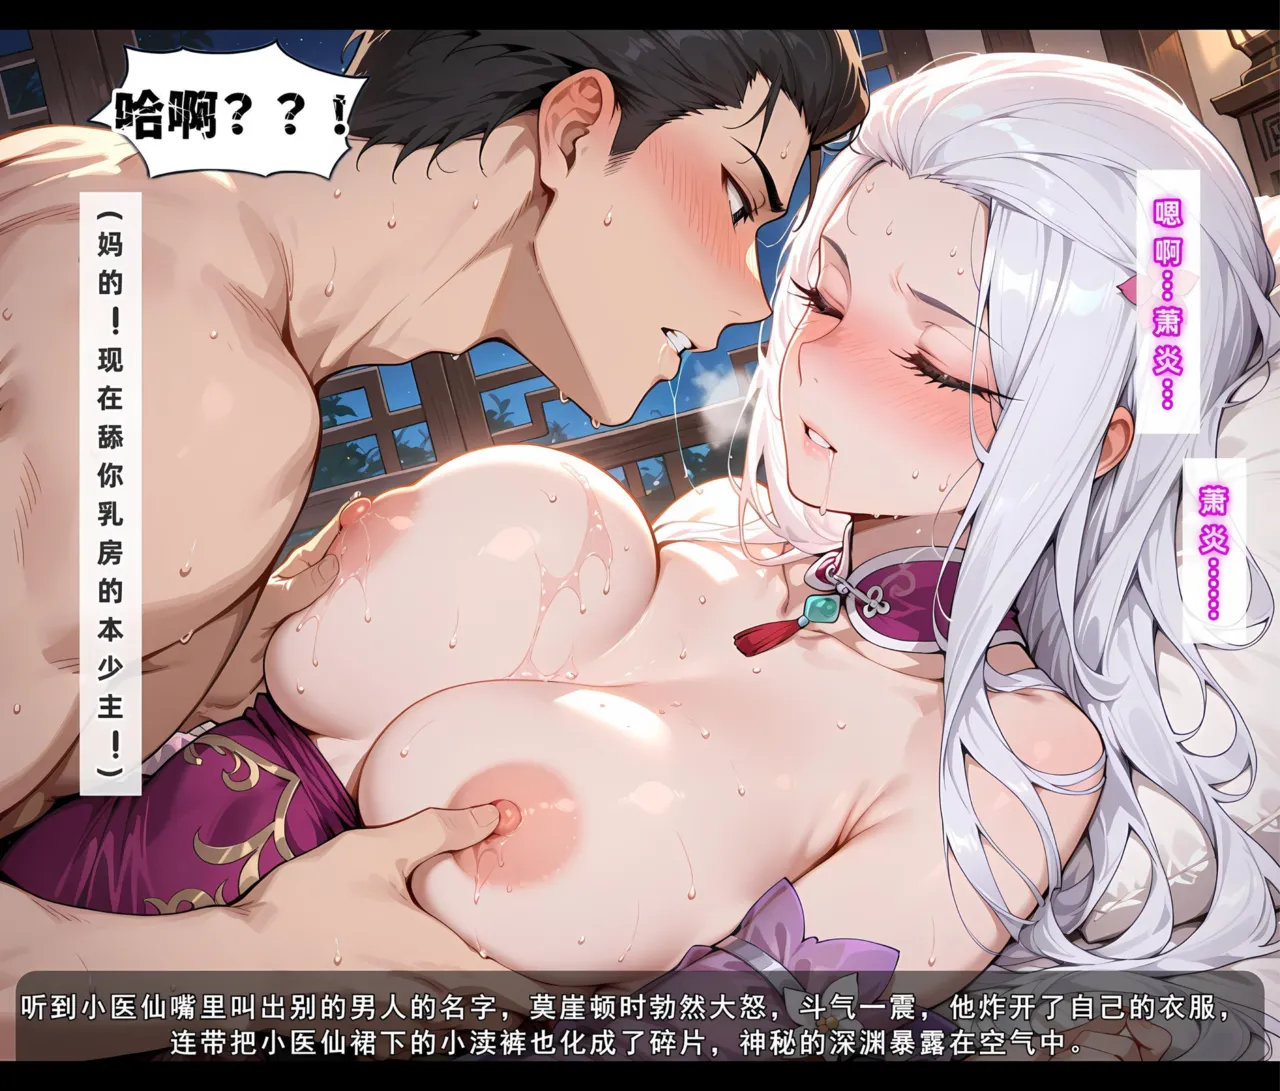 哈啊？？！
（妈的！现在舔你乳房的本少主！）
嗯啊…萧炎…
萧炎……
听到小医仙嘴里叫出别的男人的名字，莫崖顿时勃然大怒，斗气一震，他炸开了自己的衣服，
连带把小医仙裙下的小渎裤也化成了碎片，神秘的深渊暴露在空气中。